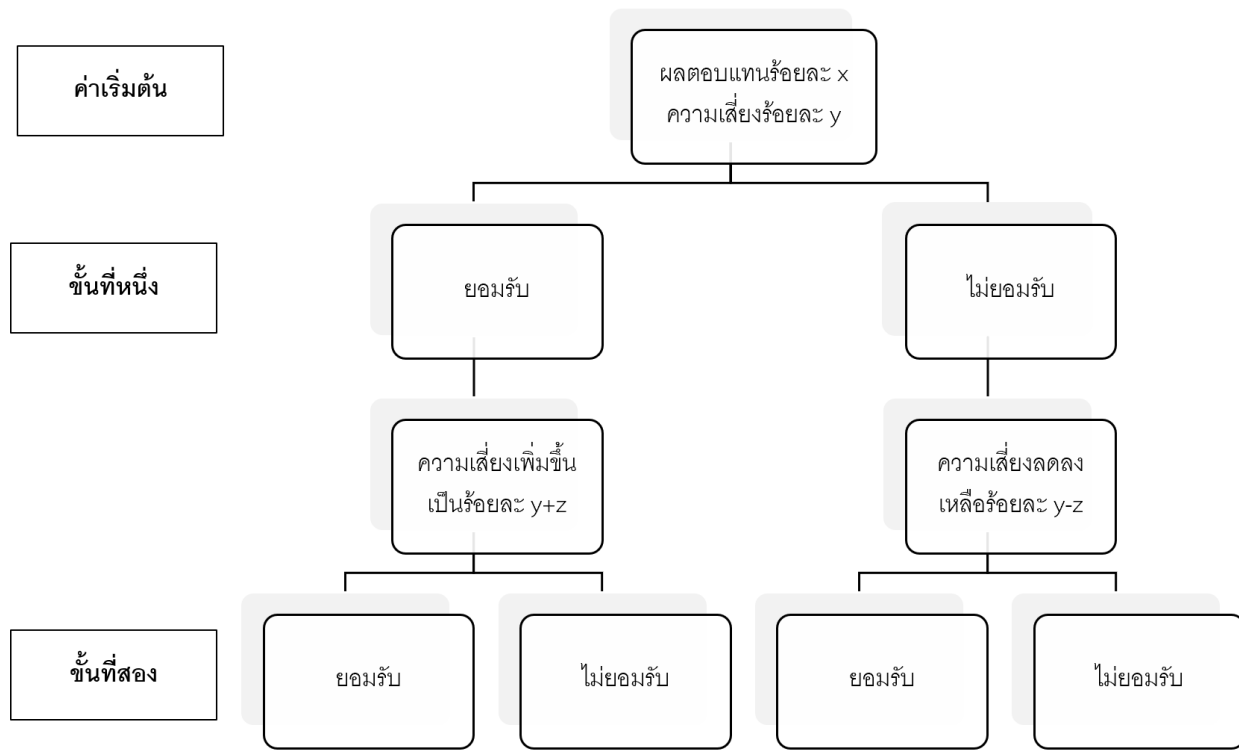 ค่าเริ่มต้น
ผลตอบแทนร้อยละ x
ความเสี่ยงร้อยละ y
ขั้นที่หนึ่ง
ยอมรับ
ไม่ยอมรับ
ความเสี่ยงเพิ่มขึ้น
เป็นร้อยละ y+z
ความเสี่ยงลดลง
เหลือร้อยละ y-z
ขั้นที่สอง
ยอมรับ
ไม่ยอมรับ
ยอมรับ
ไม่ยอมรับ